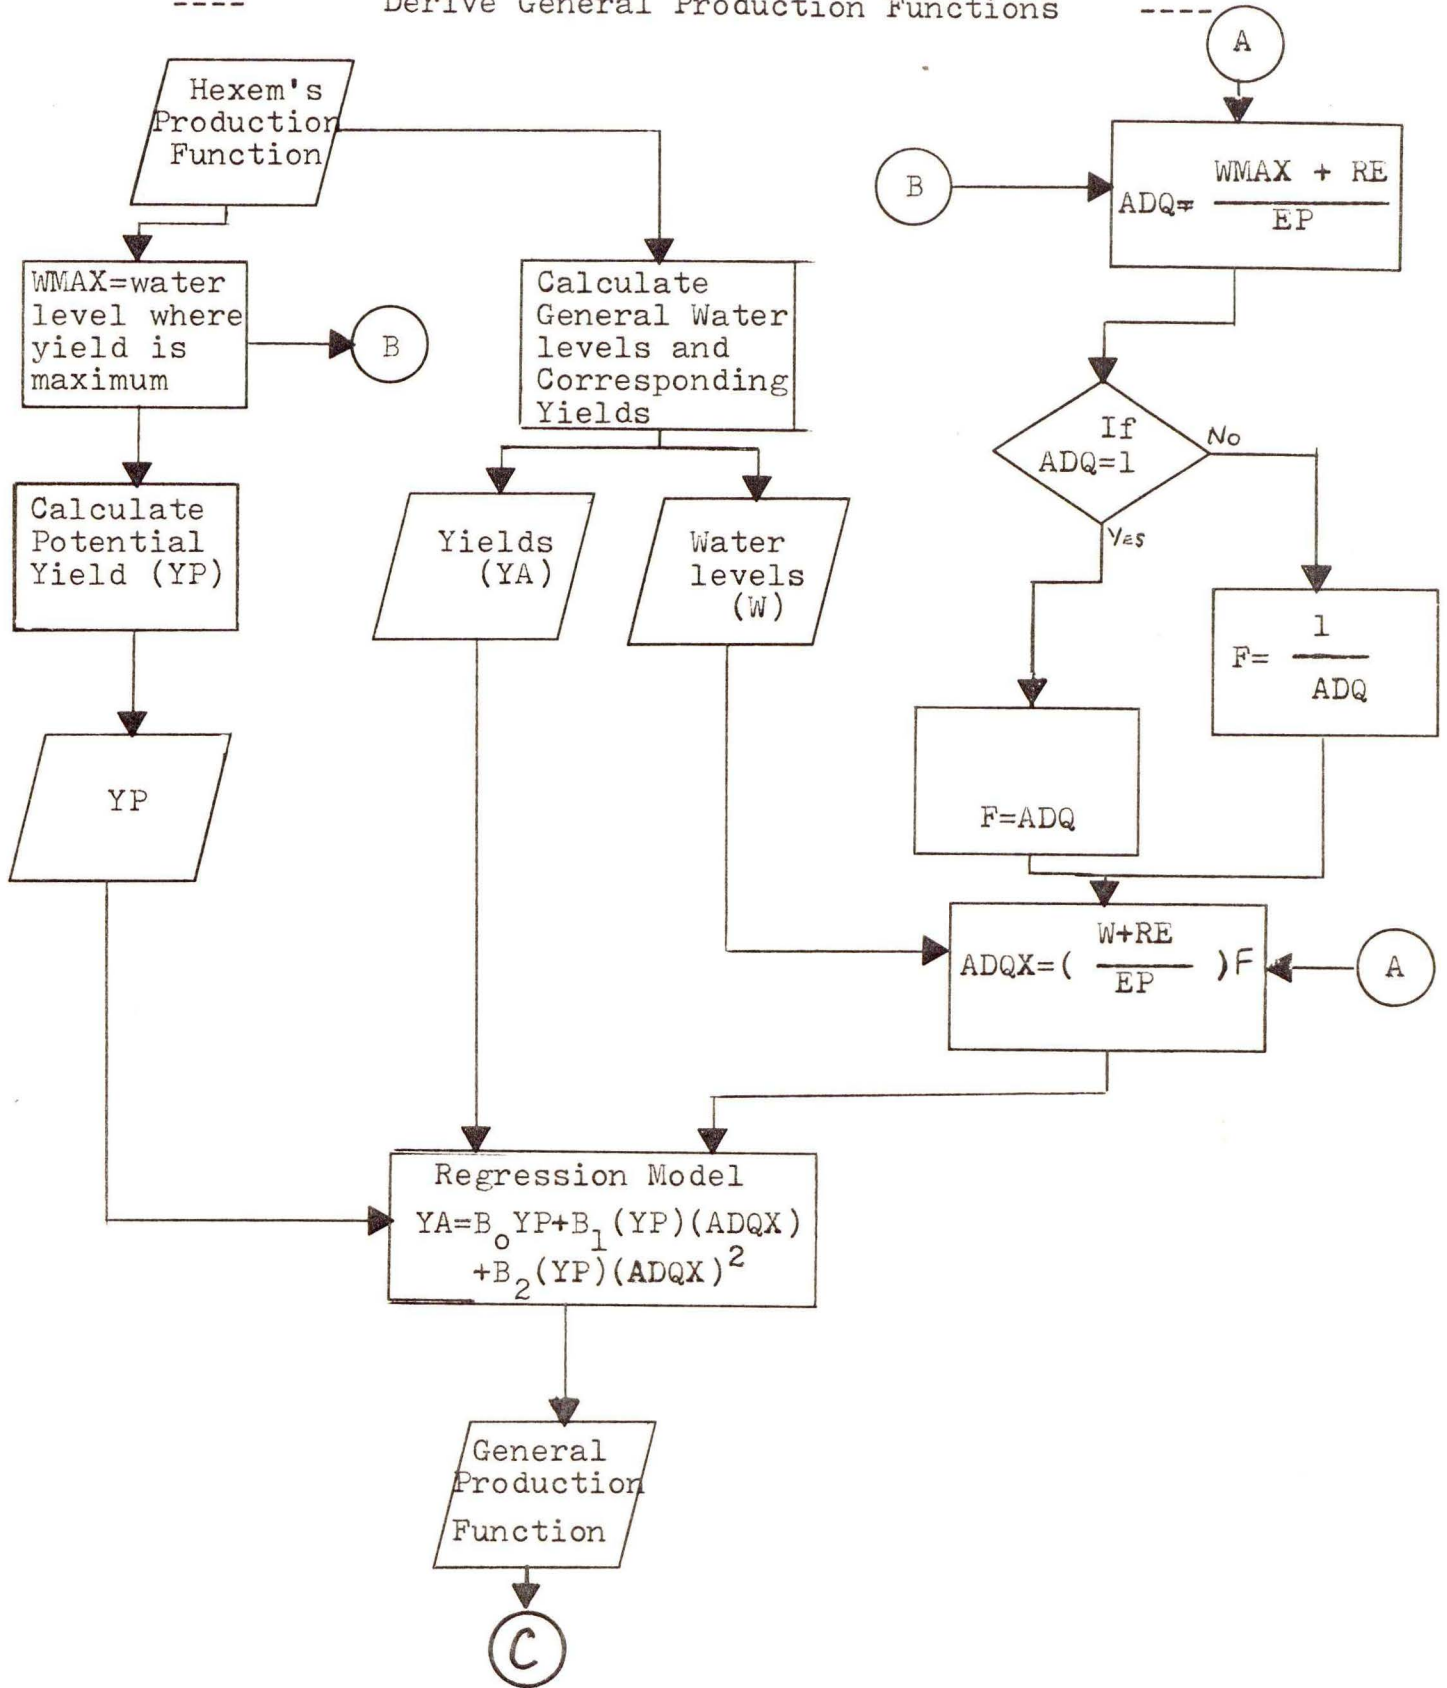 ---- Derive General Production Functions ----
A
Hexem's
Production
Function
B
WMAX + RE
ADQ=
EP
WMAX=water
level where
yield is
maximum
B
Calculate
General Water
levels and
Corresponding
Yields
If
ADQ=1
No
Yes
Calculate
Potential
Yield (YP)
Yields
(YA)
Water
levels
(W)
1
F=
ADQ
YP
F=ADQ
W+RE
ADQX=( )F
EP
A
Regression Model
YA=B₀YP+B₁(YP)(ADQX)
+B₂(YP)(ADQX)²
General
Production
Function
C